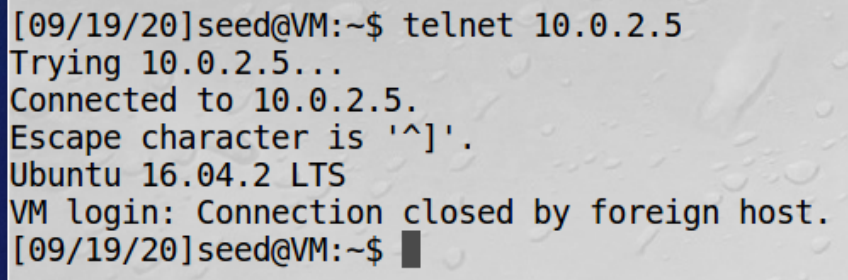 [09/19/20]seed@VM:~$ telnet 10.0.2.5
Trying 10.0.2.5...
Connected to 10.0.2.5.
Escape character is '^]'.
Ubuntu 16.04.2 LTS
VM login: Connection closed by foreign host.
[09/19/20]seed@VM:~$